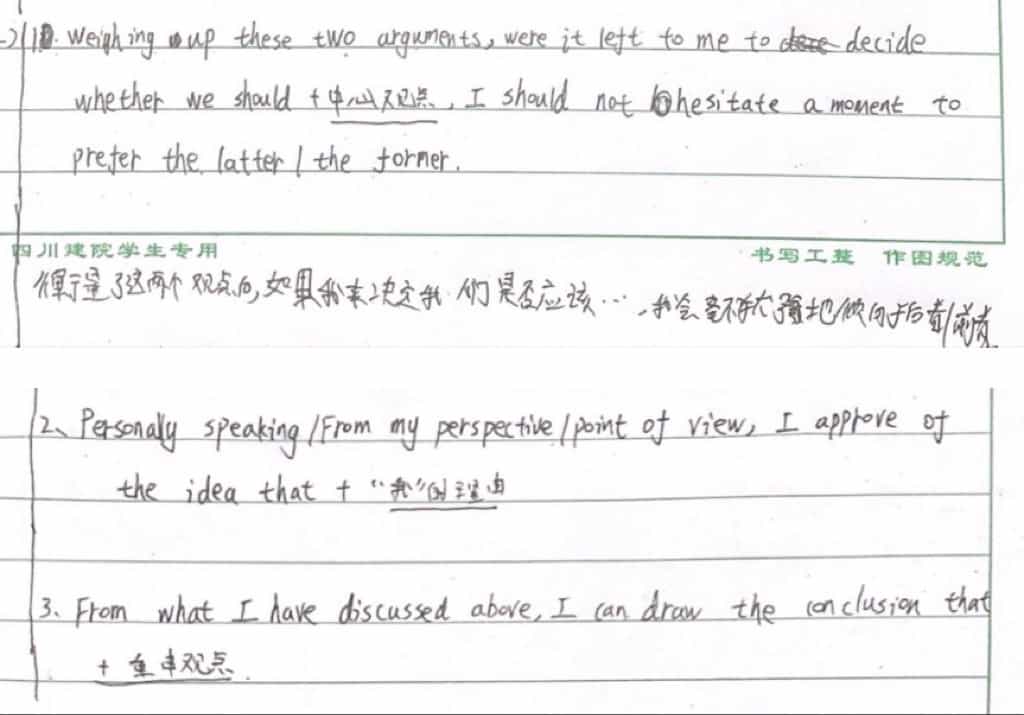 1. Weighing up these two arguments, were it left to me to decide
whether we should + 中心观点, I should not hesitate a moment to
prefer the latter / the former.
四川建院学生专用 书写工整 作图规范
衡量了这两个观点后,如果我来决定我们是否应该…,我会毫不犹疆地倾向于后者/前者
2、Personally speaking/From my perspective/point of view, I approve of
the idea that + “我”的理由
3、From what I have discussed above, I can draw the conclusion that
+ 重申观点.